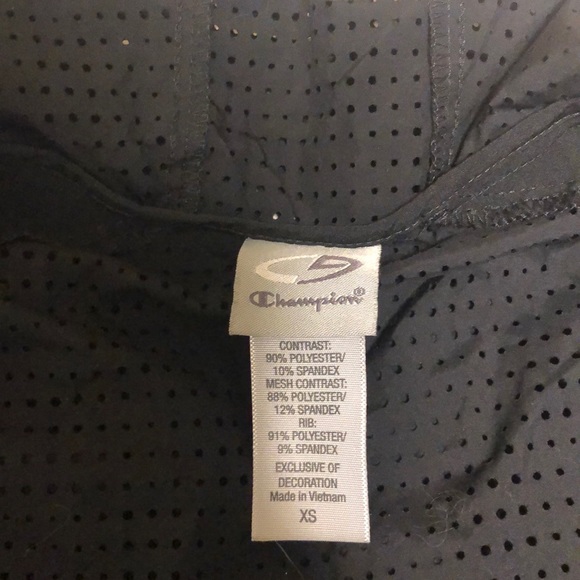 Champion®
CONTRAST:
90% POLYESTER/
10% SPANDEX
MESH CONTRAST:
88% POLYESTER/
12% SPANDEX
RIB:
91% POLYESTER/
9% SPANDEX
EXCLUSIVE OF
DECORATION
Made in Vietnam
XS